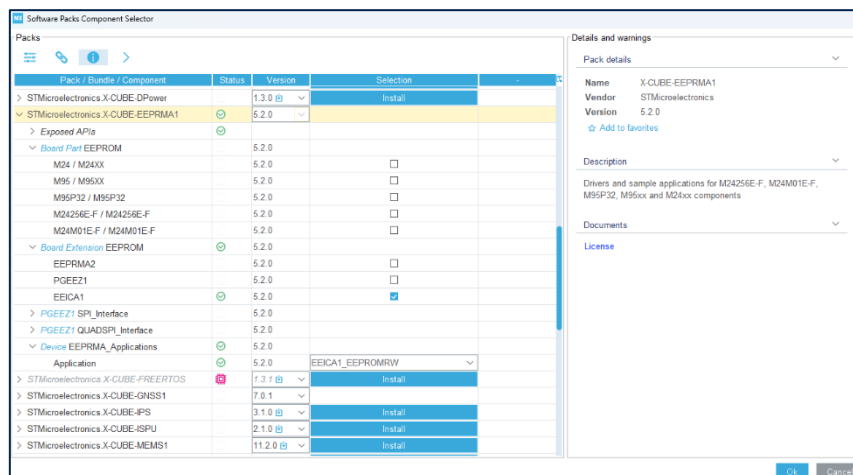 MX Software Packs Component Selector
Packs
Pack / Bundle / Component Status Version Selection -
STMicroelectronics.X-CUBE-DPower 1.3.0 Install
STMicroelectronics.X-CUBE-EEPRMA1 5.2.0
Exposed APIs
Board Part EEPROM 5.2.0
M24 / M24XX 5.2.0
M95 / M95XX 5.2.0
M95P32 / M95P32 5.2.0
M24256E-F / M24256E-F 5.2.0
M24M01E-F / M24M01E-F 5.2.0
Board Extension EEPROM 5.2.0
EEPRMA2 5.2.0
PGEEZ1 5.2.0
EEICA1 5.2.0
PGEEZ1 SPI_Interface 5.2.0
PGEEZ1 QUADSPI_Interface 5.2.0
Device EEPRMA_Applications 5.2.0
Application 5.2.0 EEICA1_EEPROMRW
STMicroelectronics.X-CUBE-FREERTOS 1.3.1 Install
STMicroelectronics.X-CUBE-GNSS1 7.0.1
STMicroelectronics.X-CUBE-IPS 3.1.0 Install
STMicroelectronics.X-CUBE-ISPU 2.1.0 Install
STMicroelectronics.X-CUBE-MEMS1 11.2.0 Install
Details and warnings
Pack details
Name X-CUBE-EEPRMA1
Vendor STMicroelectronics
Version 5.2.0
Add to favorites
Description
Drivers and sample applications for M24256E-F, M24M01E-F,
M95P32, M95xx and M24xx components
Documents
License
Ok Cancel